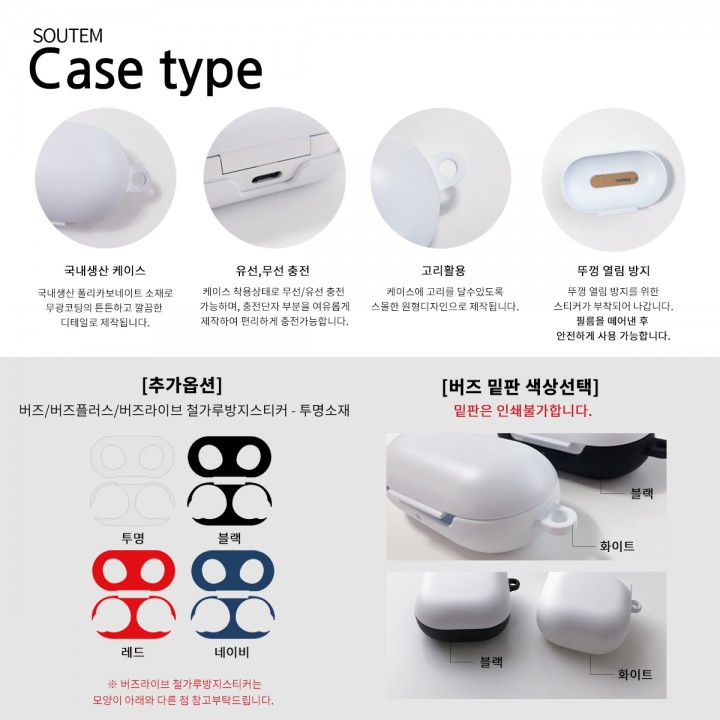 SOUTEM
Case type
국내생산 케이스
국내생산 폴리카보네이트 소재로
무광코팅의 튼튼하고 깔끔한
디테일로 제작됩니다.
유선,무선 충전
케이스 착용상태로 무선/유선 충전
가능하며, 충전단자 부분을 여유롭게
제작하여 편리하게 충전가능합니다.
고리활용
케이스에 고리를 달수있도록
스몰한 원형디자인으로 제작됩니다.
뚜껑 열림 방지
뚜껑 열림 방지를 위한
스티커가 부착되어 나갑니다.
필름을 떼어낸 후
안전하게 사용 가능합니다.
[추가옵션]
버즈/버즈플러스/버즈라이브 철가루방지스티커 - 투명소재
투명
블랙
레드
네이비
※ 버즈라이브 철가루방지스티커는
모양이 아래와 다른 점 참고부탁드립니다.
[버즈 밑판 색상선택]
밑판은 인쇄불가합니다.
블랙
화이트
블랙
화이트